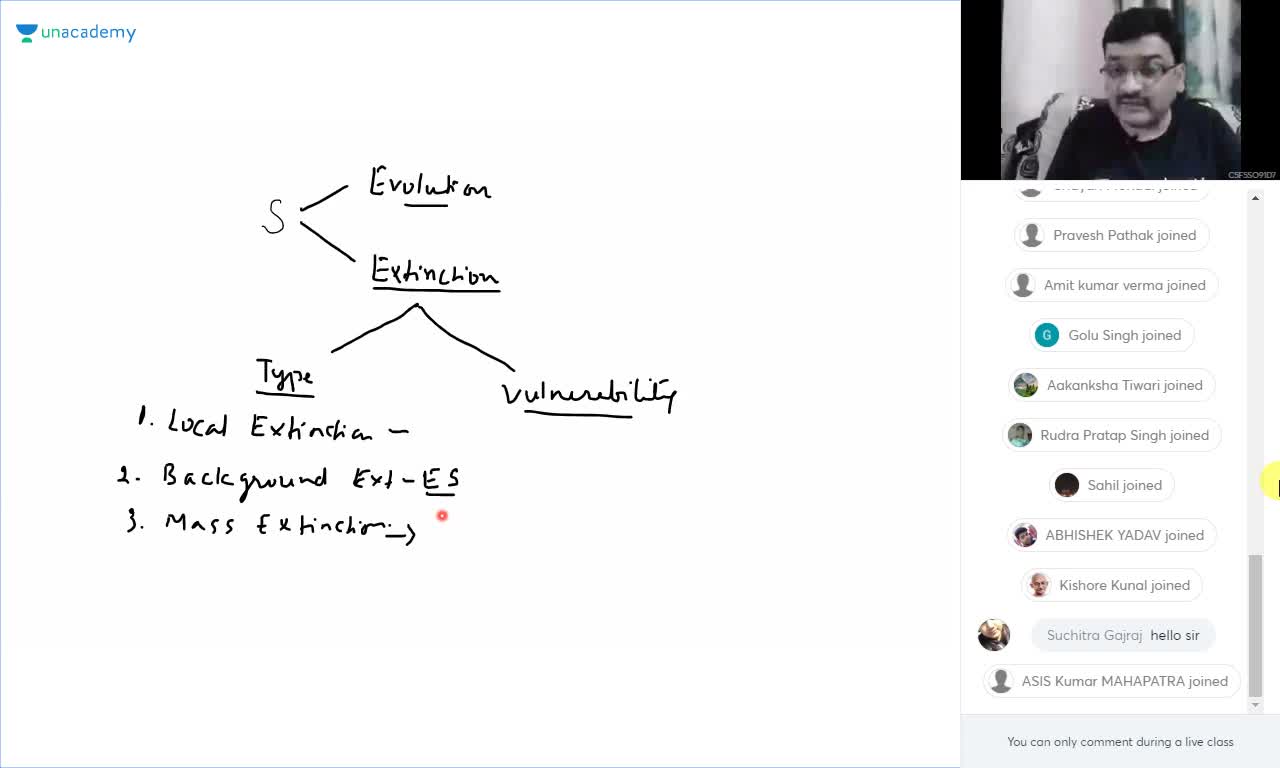 unacademy
S
Evolution
Extinction
Type
Vulnerability
1. Local Extinction -
2. Background Ext - ES
3. Mass Extinction →
CSFSSO91D7
joined
Pravesh Pathak joined
Amit kumar verma joined
G Golu Singh joined
Aakanksha Tiwari joined
Rudra Pratap Singh joined
Sahil joined
ABHISHEK YADAV joined
Kishore Kunal joined
Suchitra Gajraj hello sir
ASIS Kumar MAHAPATRA joined
You can only comment during a live class